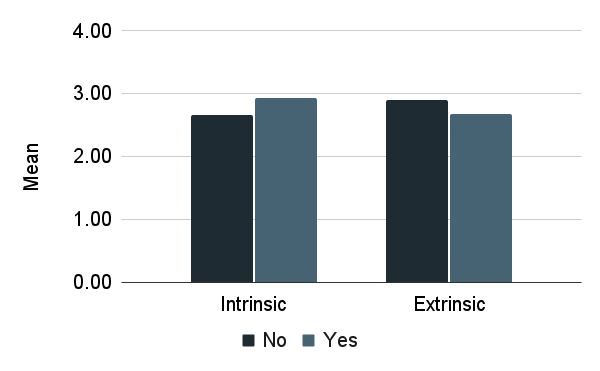 4.00
3.00
2.00
1.00
0.00
Mean
Intrinsic Extrinsic
No Yes